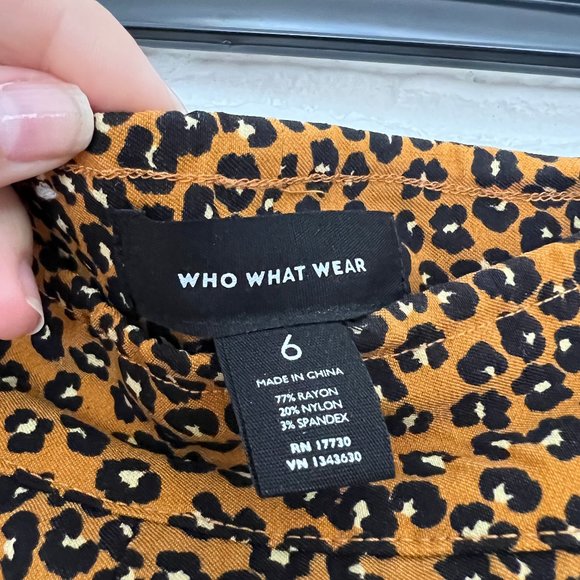 WHO WHAT WEAR
6
MADE IN CHINA
77% RAYON
20% NYLON
3% SPANDEX
RN 17730
VN 1343630